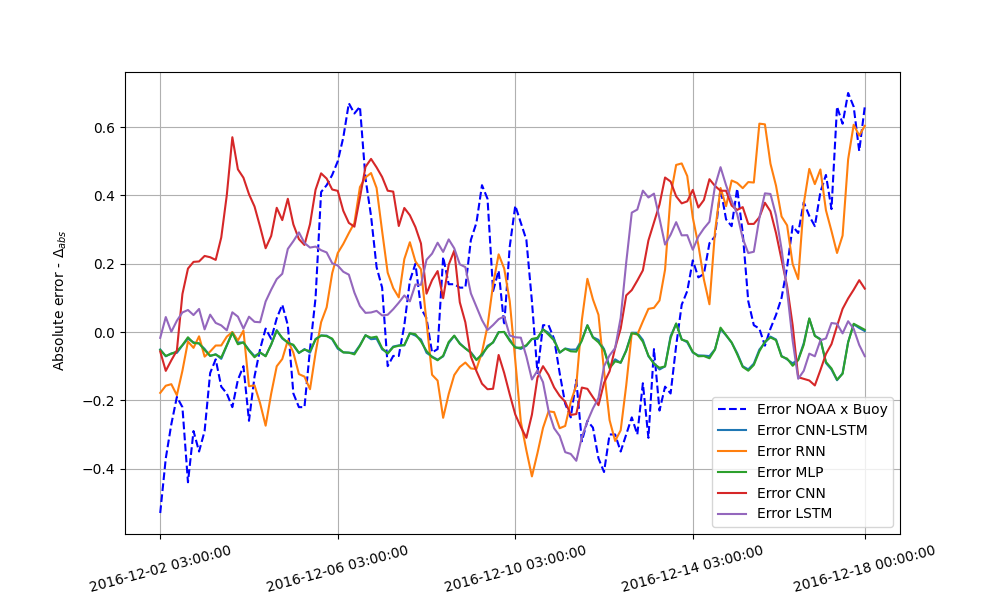 Absolute error - Δabs
0.6
0.4
0.2
0.0
−0.2
−0.4
Error NOAA x Buoy
Error CNN-LSTM
Error RNN
Error MLP
Error CNN
Error LSTM
2016-12-02 03:00:00
2016-12-06 03:00:00
2016-12-10 03:00:00
2016-12-14 03:00:00
2016-12-18 00:00:00